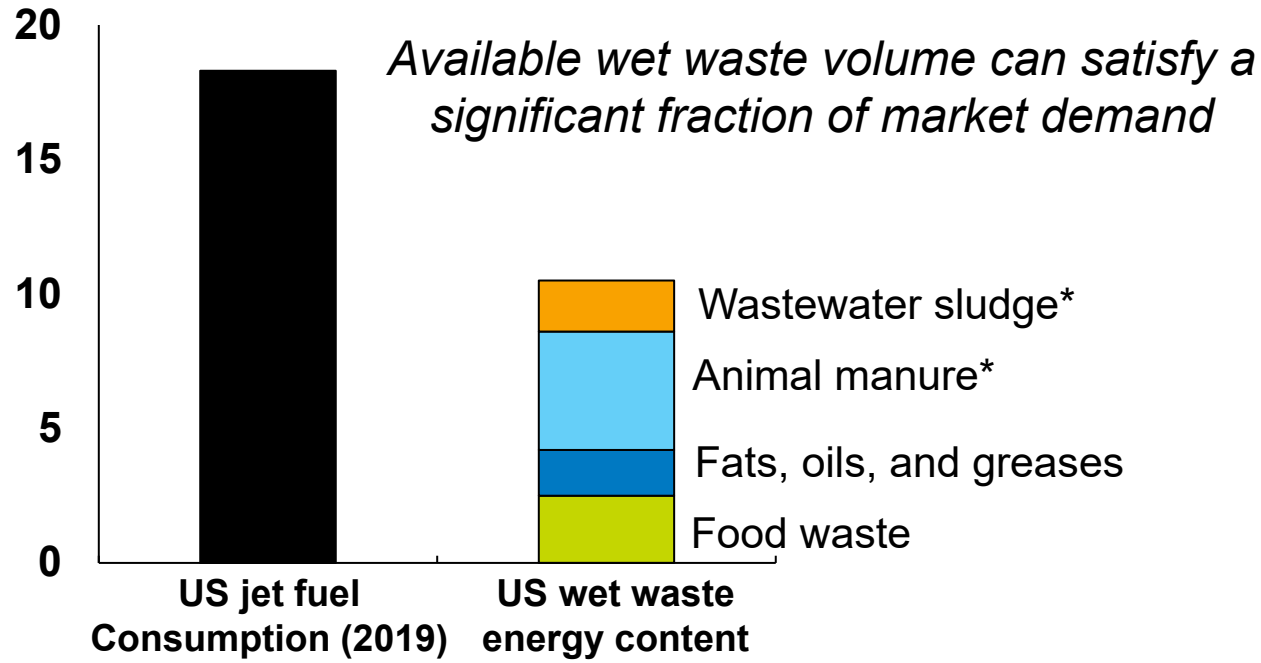 20
Available wet waste volume can satisfy a
significant fraction of market demand
15
10
Wastewater sludge*
Animal manure*
5
Fats, oils, and greases
Food waste
0
US jet fuel
Consumption (2019)
US wet waste
energy content